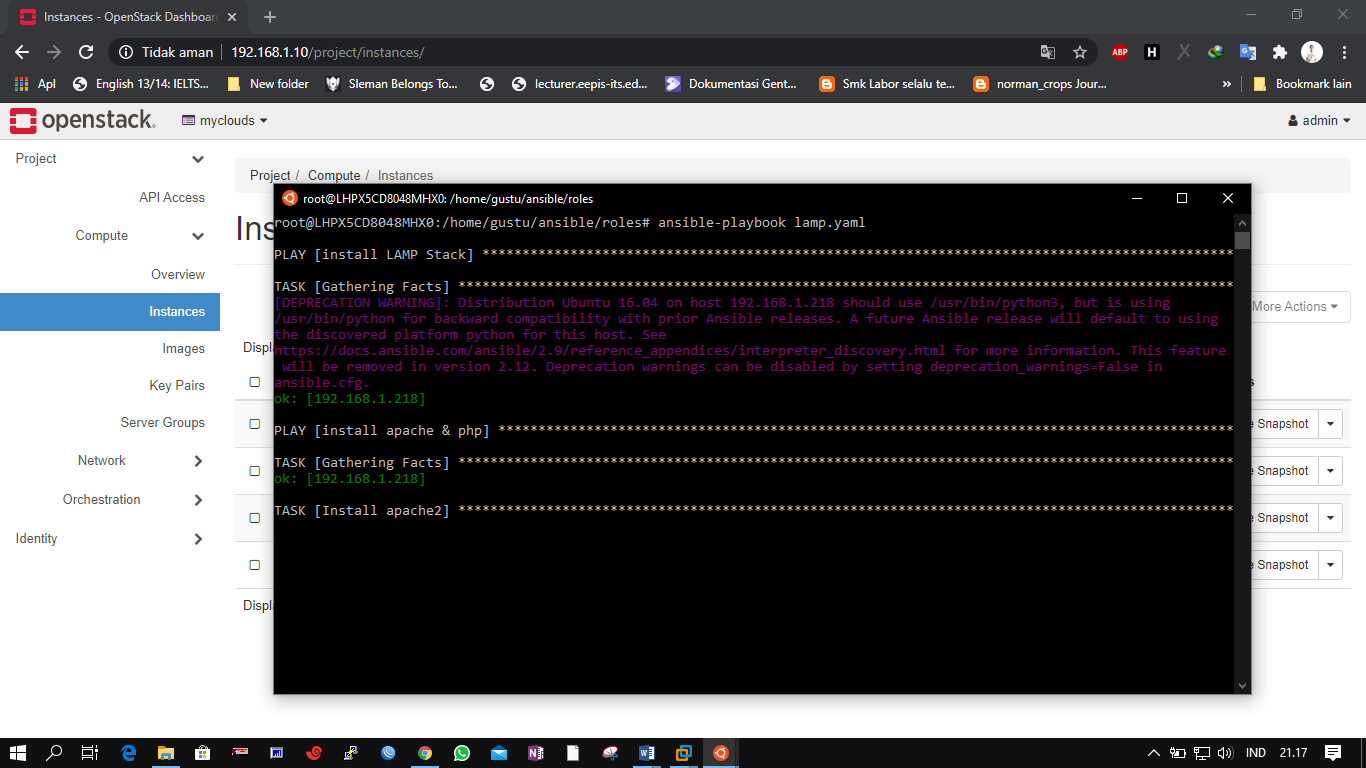 Instances - OpenStack Dashboar
Tidak aman
192.168.1.10/project/instances/
ABP
H
Apl
English 13/14: IELTS...
New folder
Sleman Belongs To...
lecturer.eepis-its.ed...
Dokumentasi Gent...
Smk Labor selalu te...
norman_crops Jour...
»
Bookmark lain
openstack.
myclouds
admin
Project
API Access
Compute
Overview
Instances
Images
Key Pairs
Server Groups
Network
Orchestration
Identity
Project / Compute / Instances
Ins
More Actions
Displ
s
e Snapshot
e Snapshot
e Snapshot
e Snapshot
Displ
root@LHPX5CD8048MHX0: /home/gustu/ansible/roles
root@LHPX5CD8048MHX0:/home/gustu/ansible/roles# ansible-playbook lamp.yaml
PLAY [install LAMP Stack] **********************************************************************************************
TASK [Gathering Facts] *************************************************************************************************
[DEPRECATION WARNING]: Distribution Ubuntu 16.04 on host 192.168.1.218 should use /usr/bin/python3, but is using
/usr/bin/python for backward compatibility with prior Ansible releases. A future Ansible release will default to using
the discovered platform python for this host. See
https://docs.ansible.com/ansible/2.9/reference_appendices/interpreter_discovery.html for more information. This feature
will be removed in version 2.12. Deprecation warnings can be disabled by setting deprecation_warnings=False in
ansible.cfg.
ok: [192.168.1.218]
PLAY [install apache & php] ********************************************************************************************
TASK [Gathering Facts] *************************************************************************************************
ok: [192.168.1.218]
TASK [Install apache2] *************************************************************************************************
IND
21.17